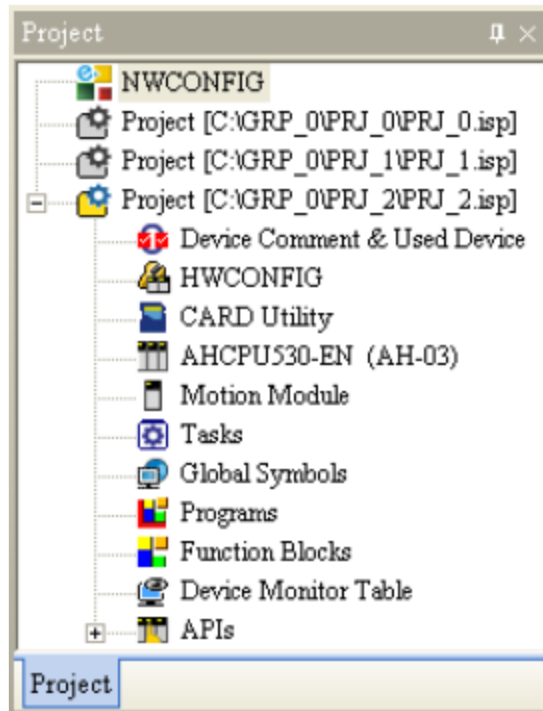 Project
NWCONFIG
Project [C:\GRP_0\PRJ_0\PRJ_0.isp]
Project [C:\GRP_0\PRJ_1\PRJ_1.isp]
Project [C:\GRP_0\PRJ_2\PRJ_2.isp]
Device Comment & Used Device
HWCONFIG
CARD Utility
AHCPU530-EN (AH-03)
Motion Module
Tasks
Global Symbols
Programs
Function Blocks
Device Monitor Table
APIs
Project